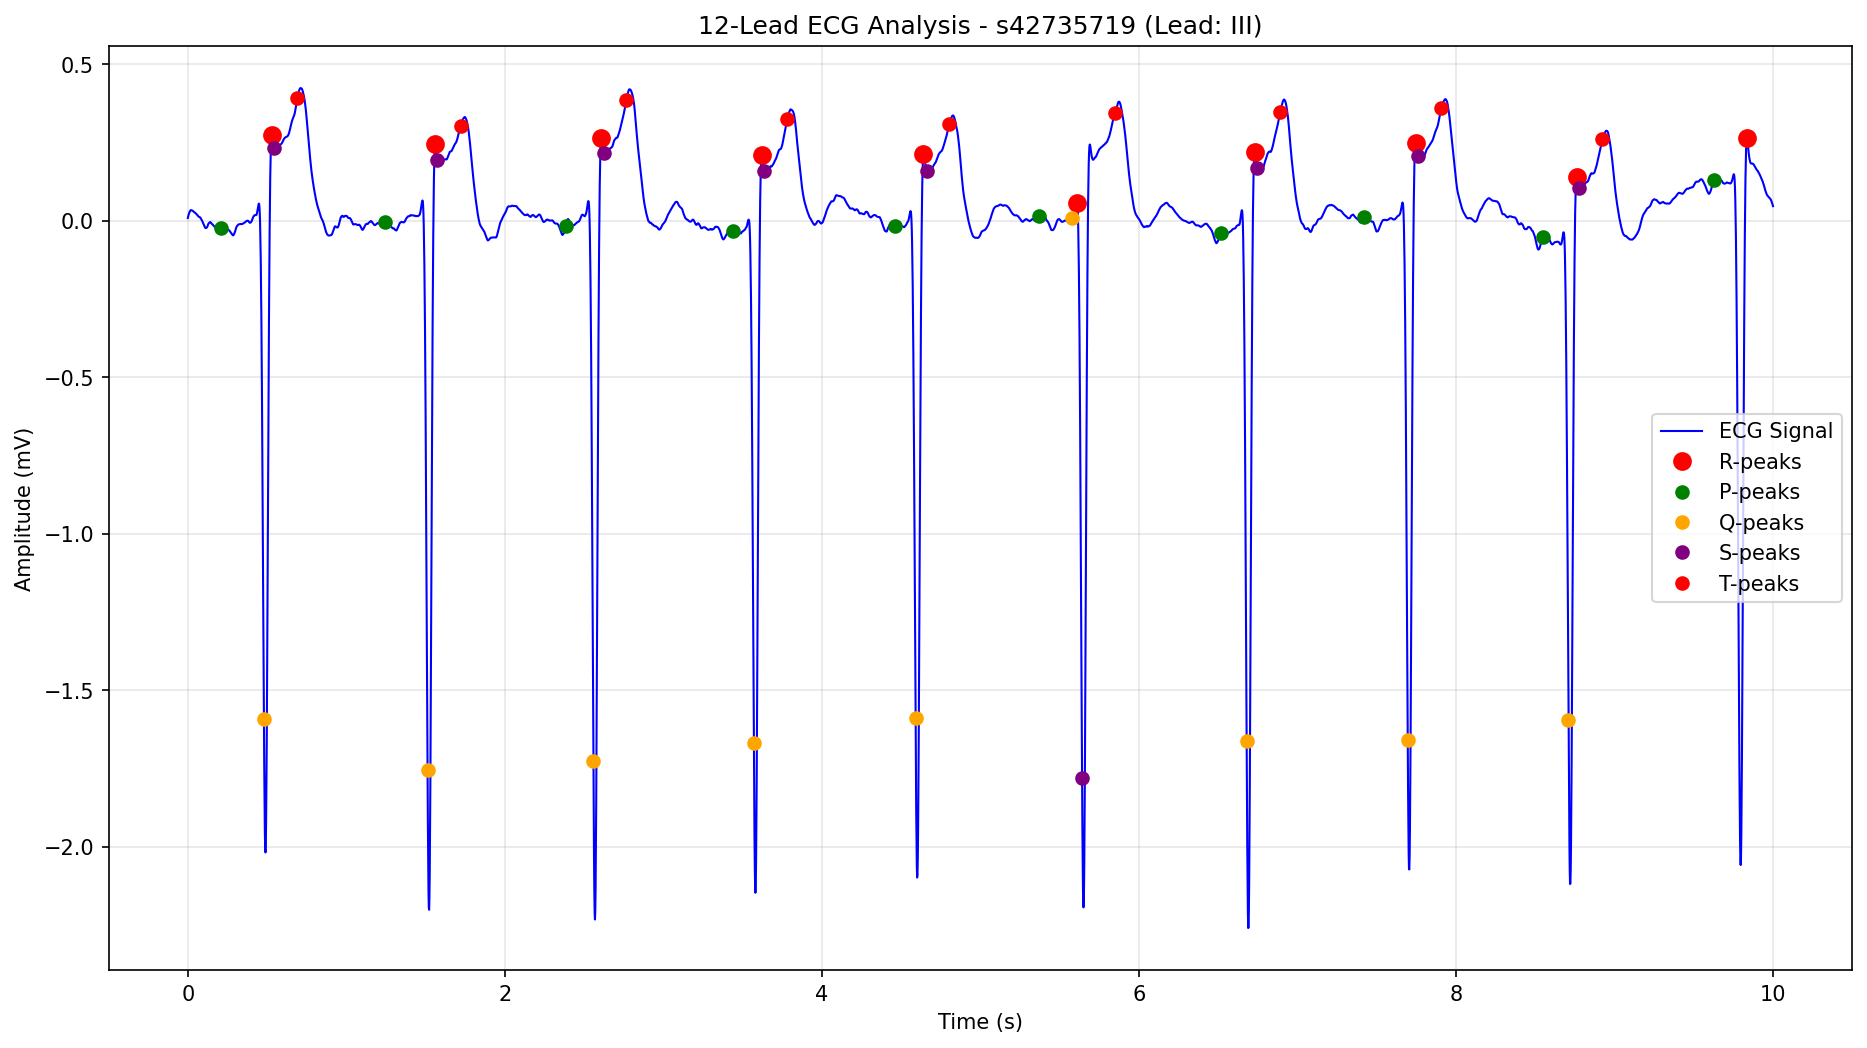 12-Lead ECG Analysis - s42735719 (Lead: III)
Amplitude (mV)
0.5
0.0
−0.5
−1.0
−1.5
−2.0
ECG Signal
R-peaks
P-peaks
Q-peaks
S-peaks
T-peaks
0 2 4 6 8 10
Time (s)